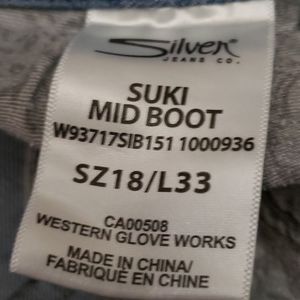 Silver
JEANS CO.
SUKI
MID BOOT
W93717SIB151 1000936
SZ18/L33
CA00508
WESTERN GLOVE WORKS
MADE IN CHINA/
FABRIQUÉ EN CHINE